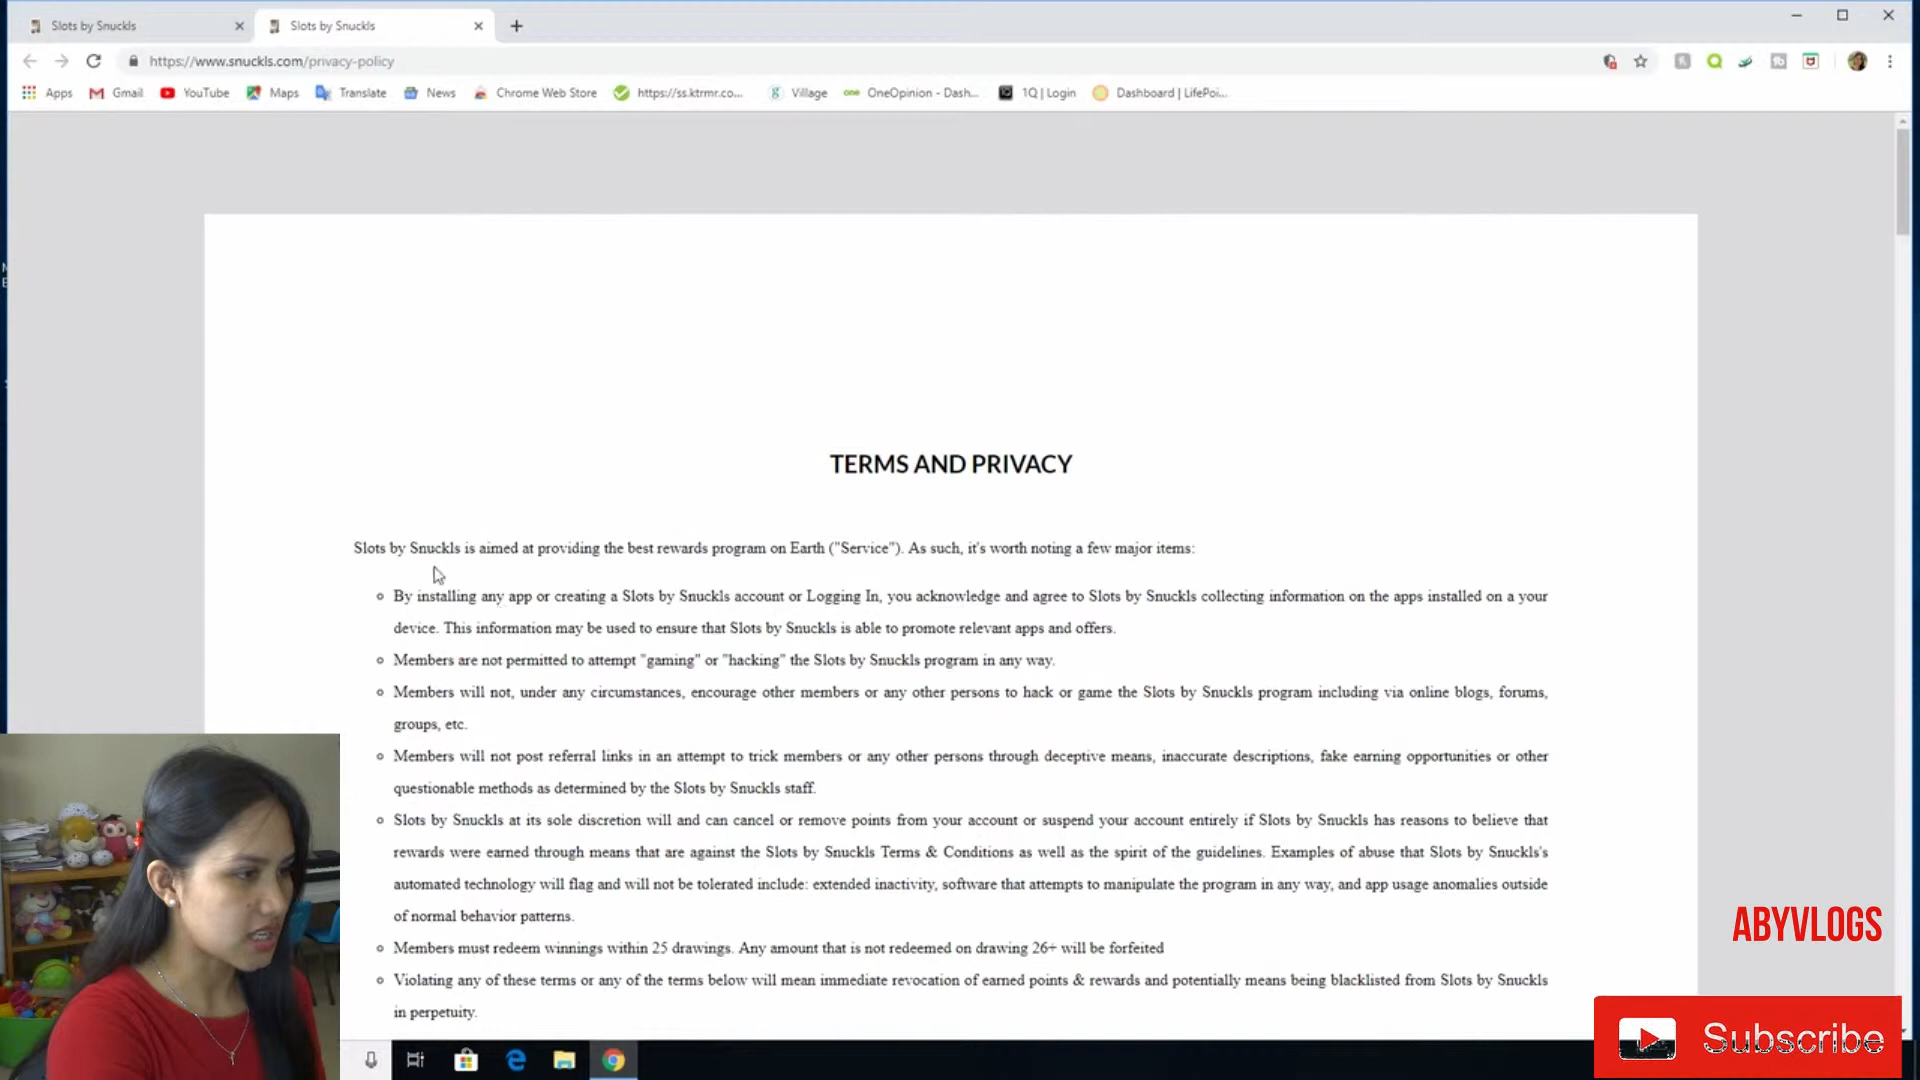 Slots by Snuckls
Slots by Snuckls
https://www.snuckls.com/privacy-policy
Apps Gmail YouTube Maps Translate News Chrome Web Store https://ss.ktrmr.co... Village OneOpinion - Dash... 1Q | Login Dashboard | LifePoi...
TERMS AND PRIVACY
Slots by Snuckls is aimed at providing the best rewards program on Earth ("Service"). As such, it's worth noting a few major items:
By installing any app or creating a Slots by Snuckls account or Logging In, you acknowledge and agree to Slots by Snuckls collecting information on the apps installed on a your
device. This information may be used to ensure that Slots by Snuckls is able to promote relevant apps and offers.
Members are not permitted to attempt "gaming" or "hacking" the Slots by Snuckls program in any way.
Members will not, under any circumstances, encourage other members or any other persons to hack or game the Slots by Snuckls program including via online blogs, forums,
groups, etc.
Members will not post referral links in an attempt to trick members or any other persons through deceptive means, inaccurate descriptions, fake earning opportunities or other
questionable methods as determined by the Slots by Snuckls staff.
Slots by Snuckls at its sole discretion will and can cancel or remove points from your account or suspend your account entirely if Slots by Snuckls has reasons to believe that
rewards were earned through means that are against the Slots by Snuckls Terms & Conditions as well as the spirit of the guidelines. Examples of abuse that Slots by Snuckls's
automated technology will flag and will not be tolerated include: extended inactivity, software that attempts to manipulate the program in any way, and app usage anomalies outside
of normal behavior patterns.
Members must redeem winnings within 25 drawings. Any amount that is not redeemed on drawing 26+ will be forfeited
Violating any of these terms or any of the terms below will mean immediate revocation of earned points & rewards and potentially means being blacklisted from Slots by Snuckls
in perpetuity.
ABYVLOGS
Subscribe